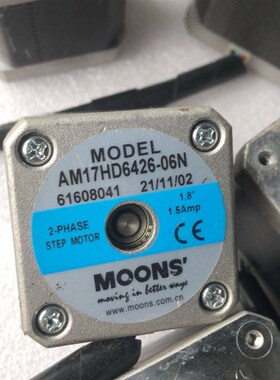 MODEL
AM17HD6426-06N
61608041 21/11/02
1.8°
1.5Amp
2-PHASE
STEP MOTOR
MOONS'
moving in better ways
www.moons.com.cn
CE